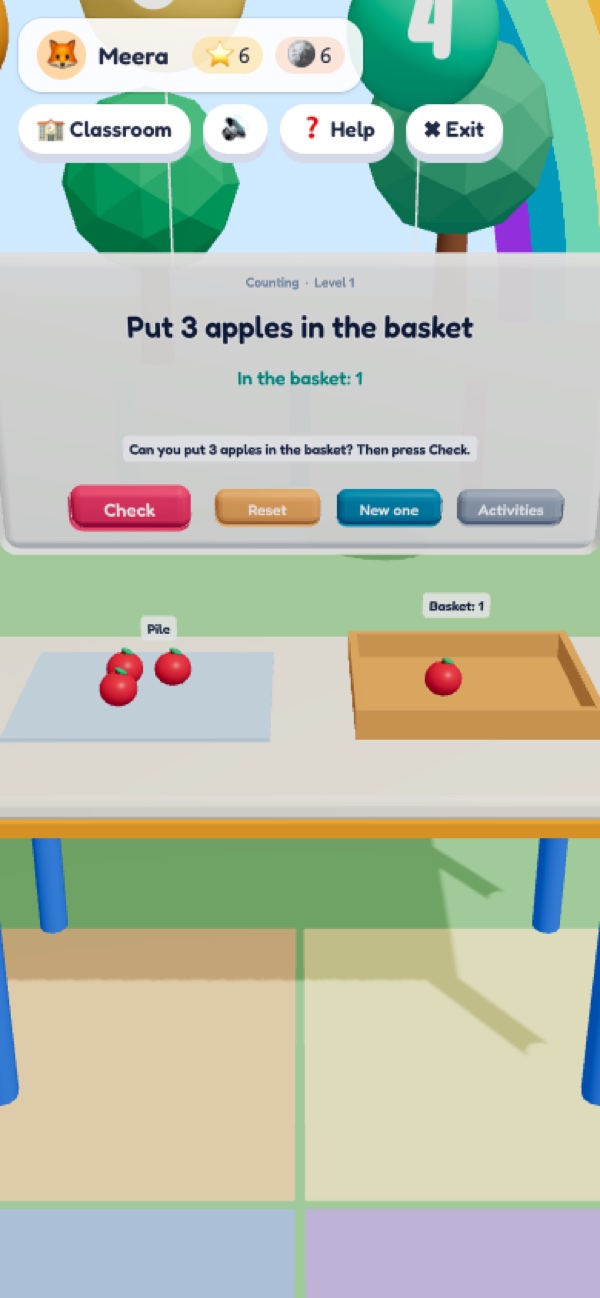 4
Meera 6 6
Classroom Help Exit
Counting · Level 1
Put 3 apples in the basket
In the basket: 1
Can you put 3 apples in the basket? Then press Check.
Check Reset New one Activities
Basket: 1
Pile